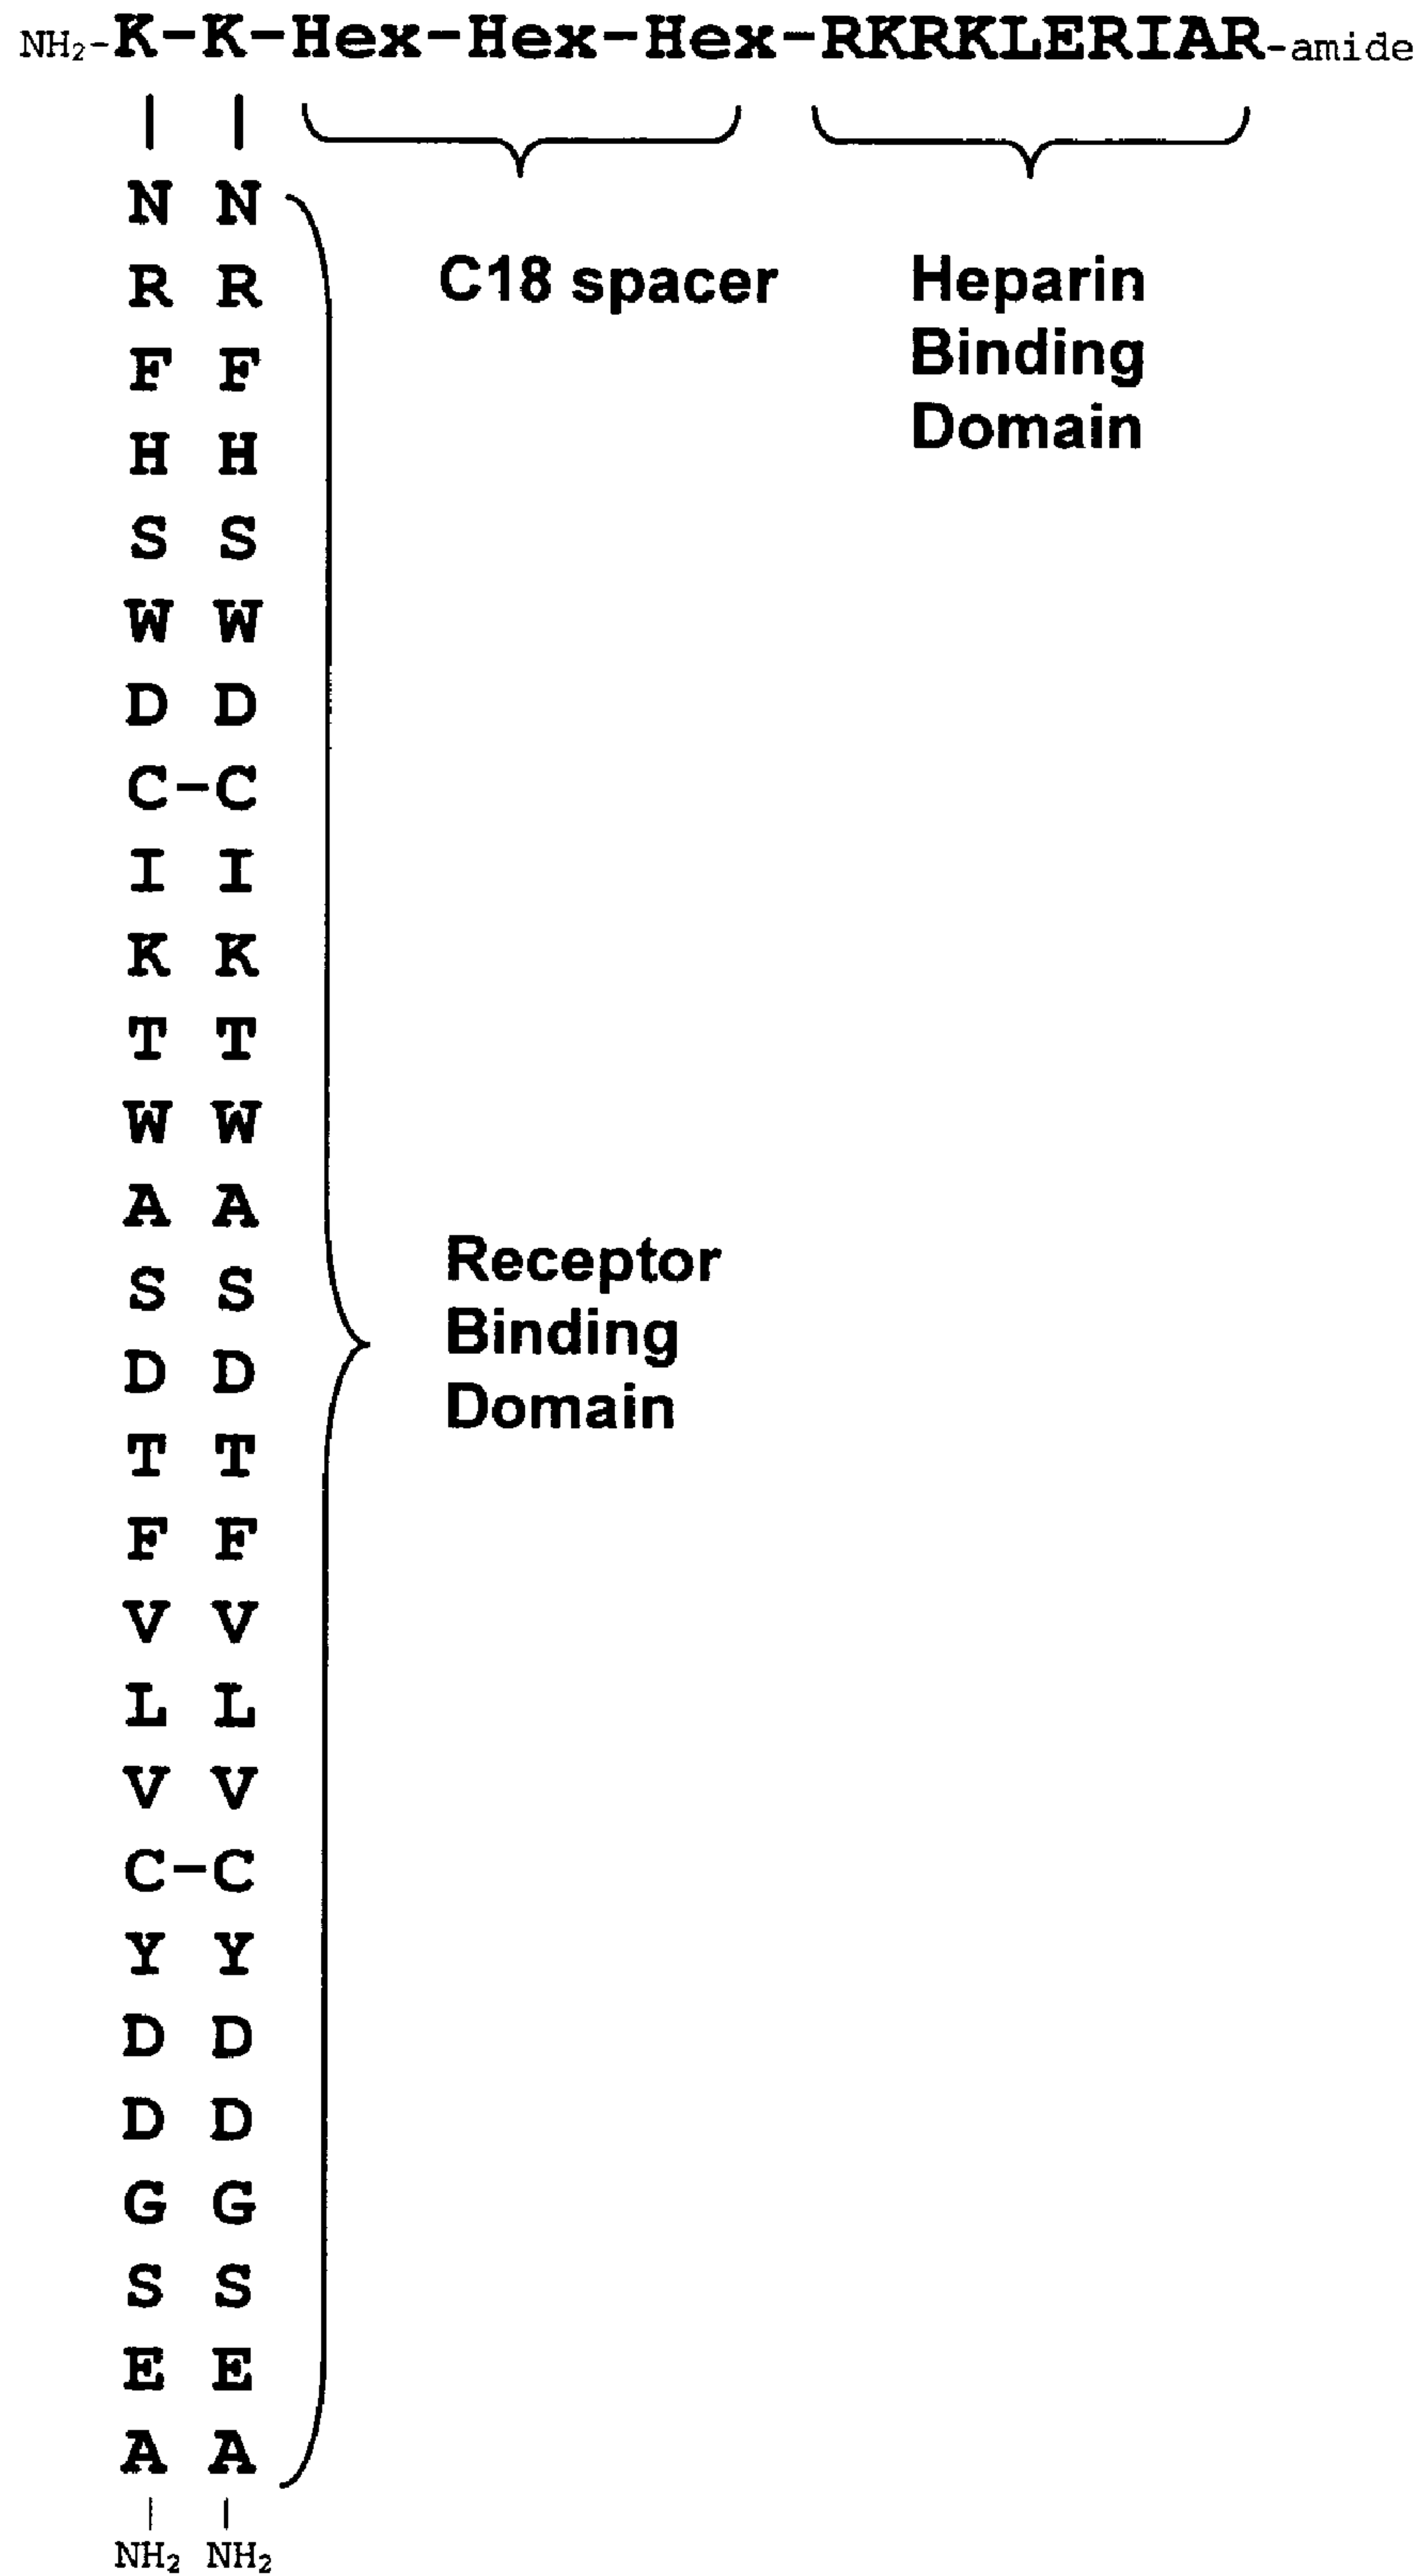 NH₂-K-K-Hex-Hex-Hex-RKRKLERIAR-amide
| |
N N
R R
F F
H H
S S
W W
D D
C-C
I I
K K
T T
W W
A A
S S
D D
T T
F F
V V
L L
V V
C-C
Y Y
D D
D D
G G
S S
E E
A A
| |
NH₂ NH₂
C18 spacer
Heparin
Binding
Domain
Receptor
Binding
Domain